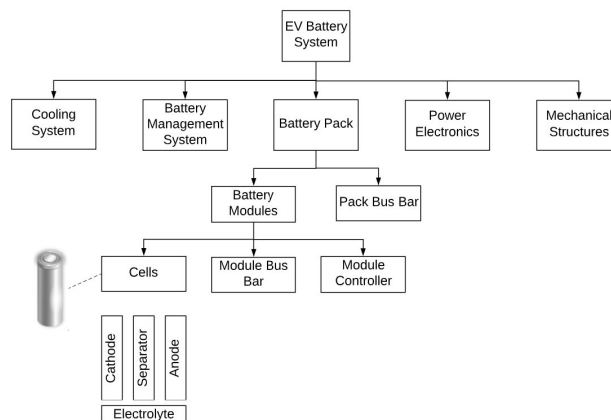 EV Battery
System
Cooling
System
Battery
Management
System
Battery Pack
Power
Electronics
Mechanical
Structures
Battery
Modules
Pack Bus Bar
Cells
Module Bus
Bar
Module
Controller
Cathode
Separator
Anode
Electrolyte